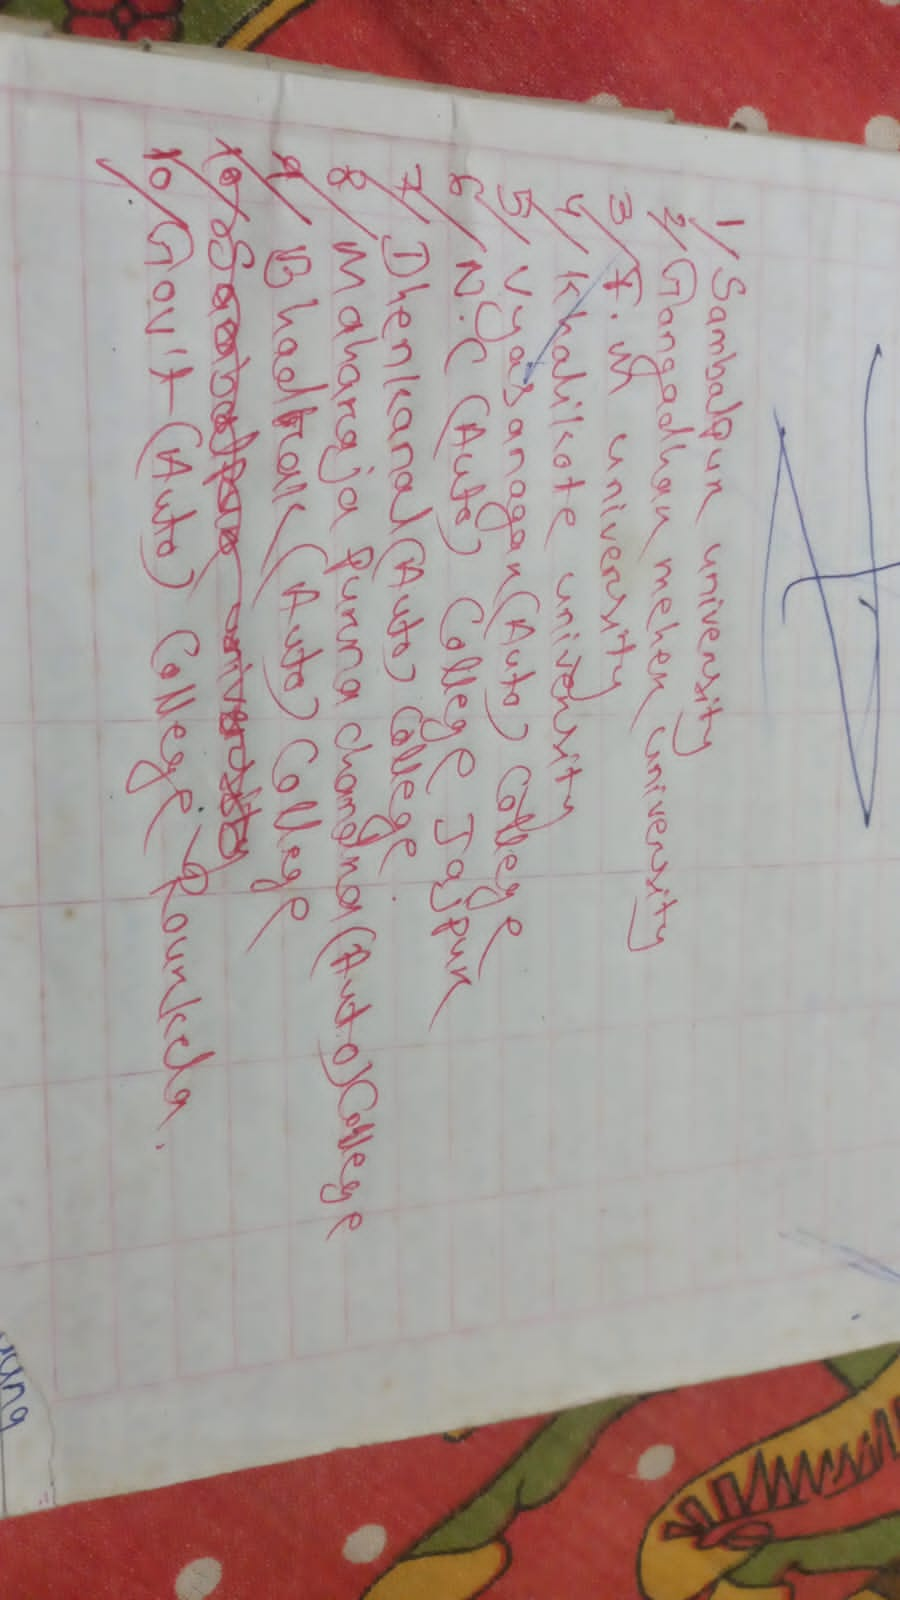 1/ Sambalpur university
2/ Gangadhar meher university
3/ F.M university
4/ Khalikote university
5/ Vyasanagar (Auto) College
6/ N.C (Auto) College Jajpur
7/ Dhenkanal (Auto) College.
8/ Maharaja purna chandra (Auto) College
9/ Bhadrak (Auto) College
10/ Sambalpur university
10/ Gov't (Auto) College, Rourkela.